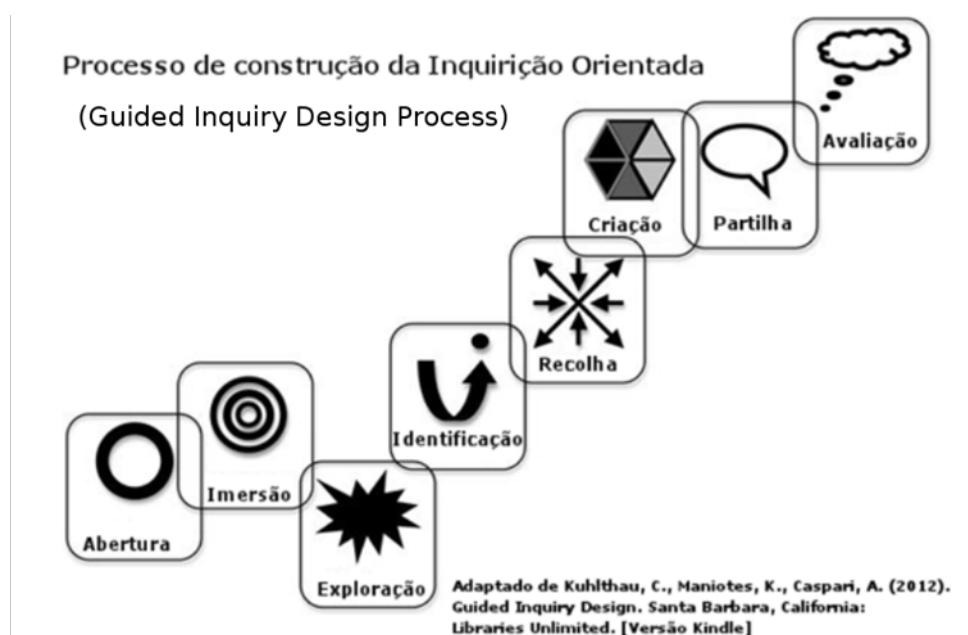 Processo de construção da Inquirição Orientada
(Guided Inquiry Design Process)
Abertura
Imersão
Exploração
Identificação
Recolha
Criação
Partilha
Avaliação
Adaptado de Kuhlthau, C., Maniotes, K., Caspari, A. (2012).
Guided Inquiry Design. Santa Barbara, California:
Libraries Unlimited. [Versão Kindle]